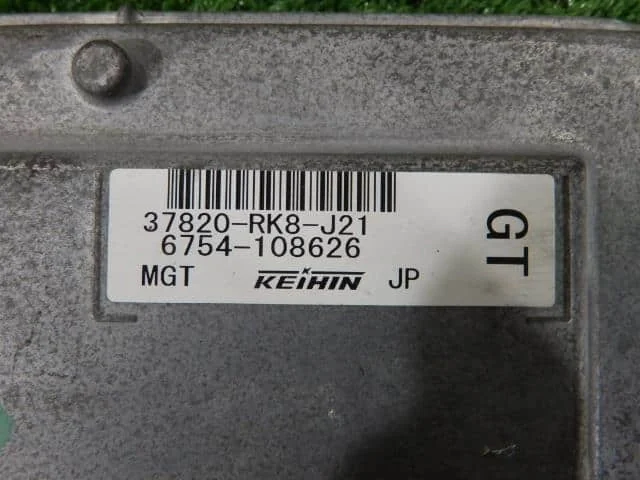 37820-RK8-J21
6754-108626
MGT KEIHIN JP
GT